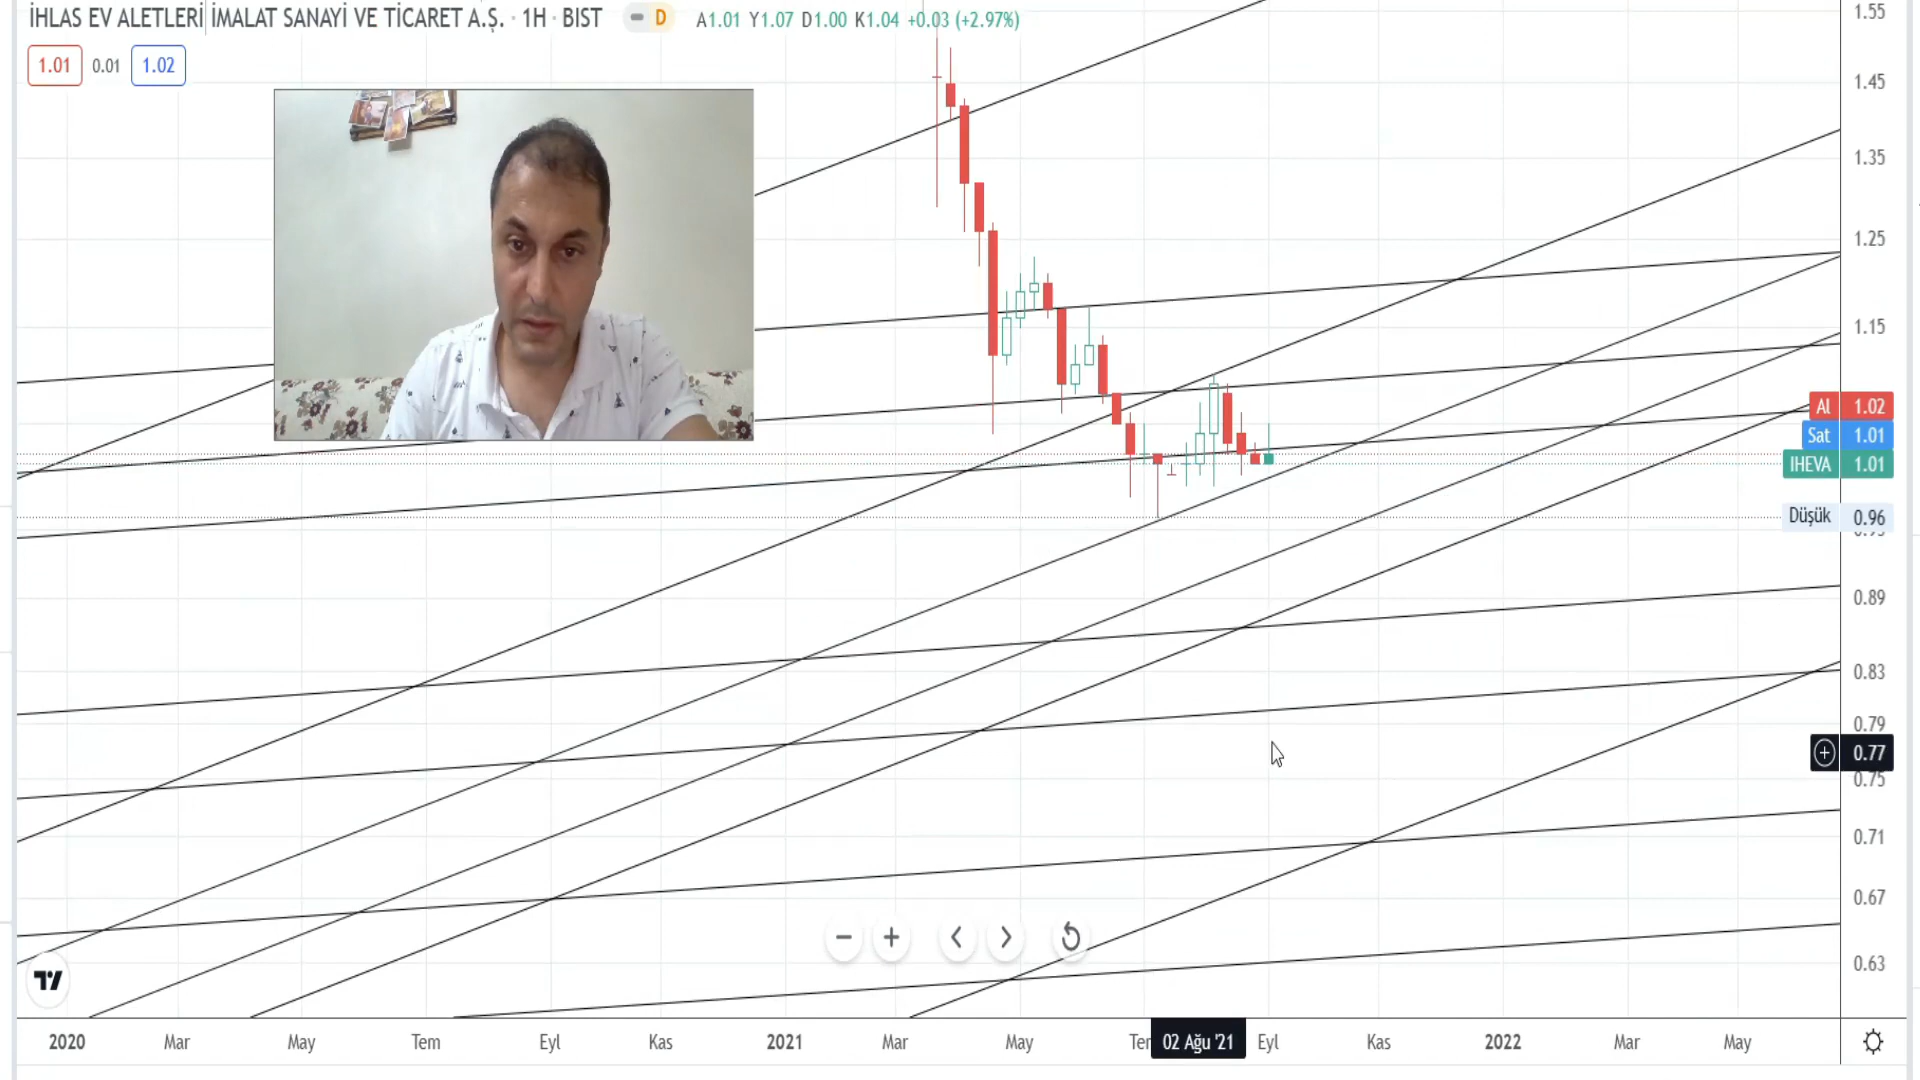 İHLAS EV ALETLERİ İMALAT SANAYİ VE TİCARET A.Ş. · 1H · BIST D A1.01 Y1.07 D1.00 K1.04 +0.03 (+2.97%)
1.01 0.01 1.02
1.55
1.45
1.35
1.25
1.15
Al 1.02
Sat 1.01
IHEVA 1.01
Düşük 0.96
0.89
0.83
0.79
0.77
0.75
0.71
0.67
0.63
2020 Mar May Tem Eyl Kas 2021 Mar May Ter 02 Ağu '21 Eyl Kas 2022 Mar May